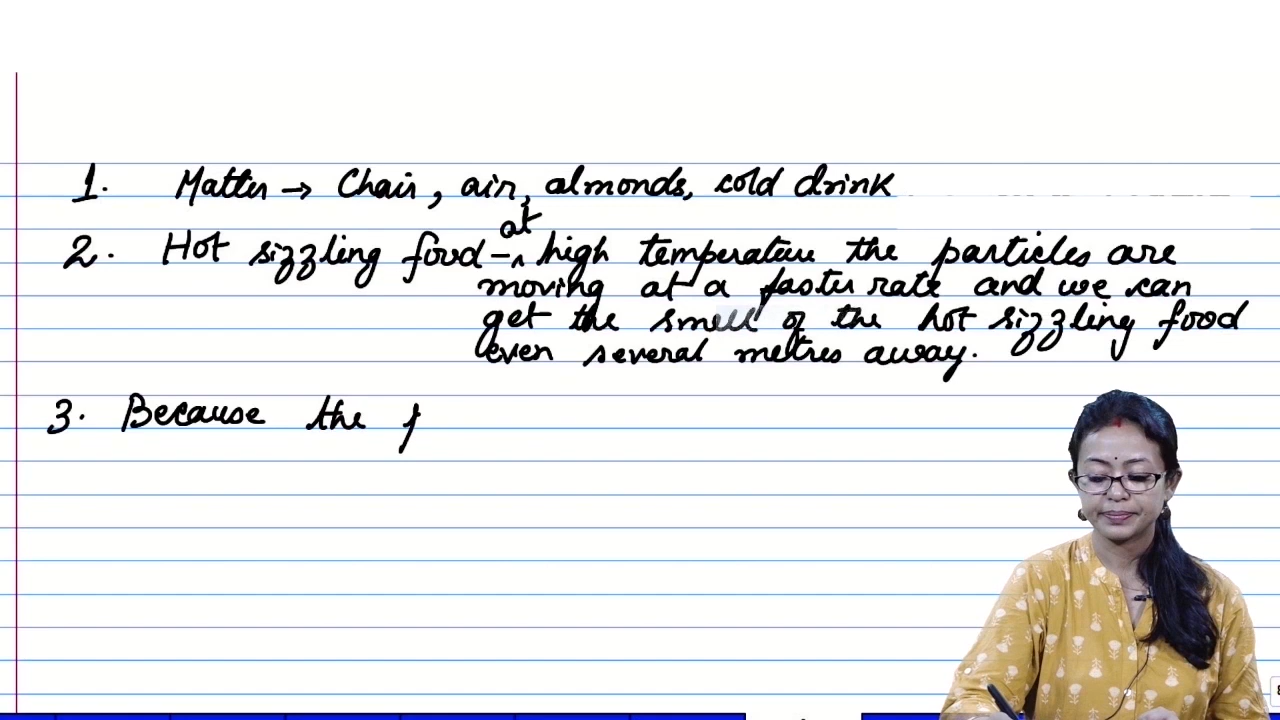 1. Matter → Chair, air, almonds, cold drink
at
2. Hot sizzling food - ^ high temperature the particles are
moving at a faster rate and we can
get the smell of the hot sizzling food
even several metres away.
3. Because the